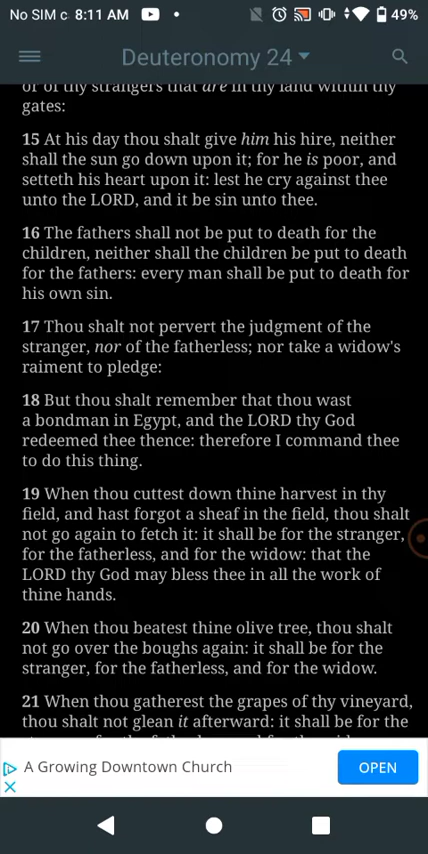 No SIM c 8:11 AM 49%
Deuteronomy 24
or of thy strangers that are in thy land within thy
gates:
15 At his day thou shalt give him his hire, neither
shall the sun go down upon it; for he is poor, and
setteth his heart upon it: lest he cry against thee
unto the LORD, and it be sin unto thee.
16 The fathers shall not be put to death for the
children, neither shall the children be put to death
for the fathers: every man shall be put to death for
his own sin.
17 Thou shalt not pervert the judgment of the
stranger, nor of the fatherless; nor take a widow's
raiment to pledge:
18 But thou shalt remember that thou wast
a bondman in Egypt, and the LORD thy God
redeemed thee thence: therefore I command thee
to do this thing.
19 When thou cuttest down thine harvest in thy
field, and hast forgot a sheaf in the field, thou shalt
not go again to fetch it: it shall be for the stranger,
for the fatherless, and for the widow: that the
LORD thy God may bless thee in all the work of
thine hands.
20 When thou beatest thine olive tree, thou shalt
not go over the boughs again: it shall be for the
stranger, for the fatherless, and for the widow.
21 When thou gatherest the grapes of thy vineyard,
thou shalt not glean it afterward: it shall be for the
A Growing Downtown Church OPEN